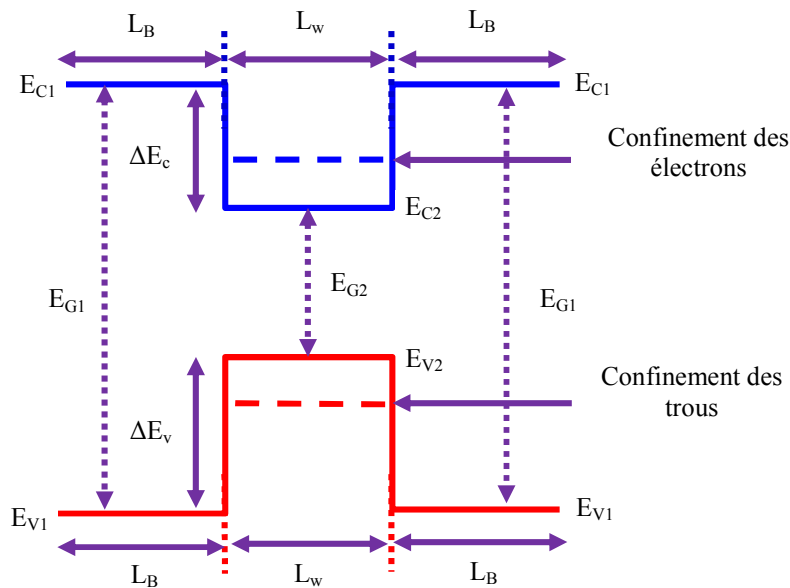 L_B L_w L_B
E_C1 E_C1
Confinement des
électrons
ΔE_c
E_C2
E_G1 E_G2 E_G1
E_V2
Confinement des
trous
ΔE_v
E_V1 E_V1
L_B L_w L_B